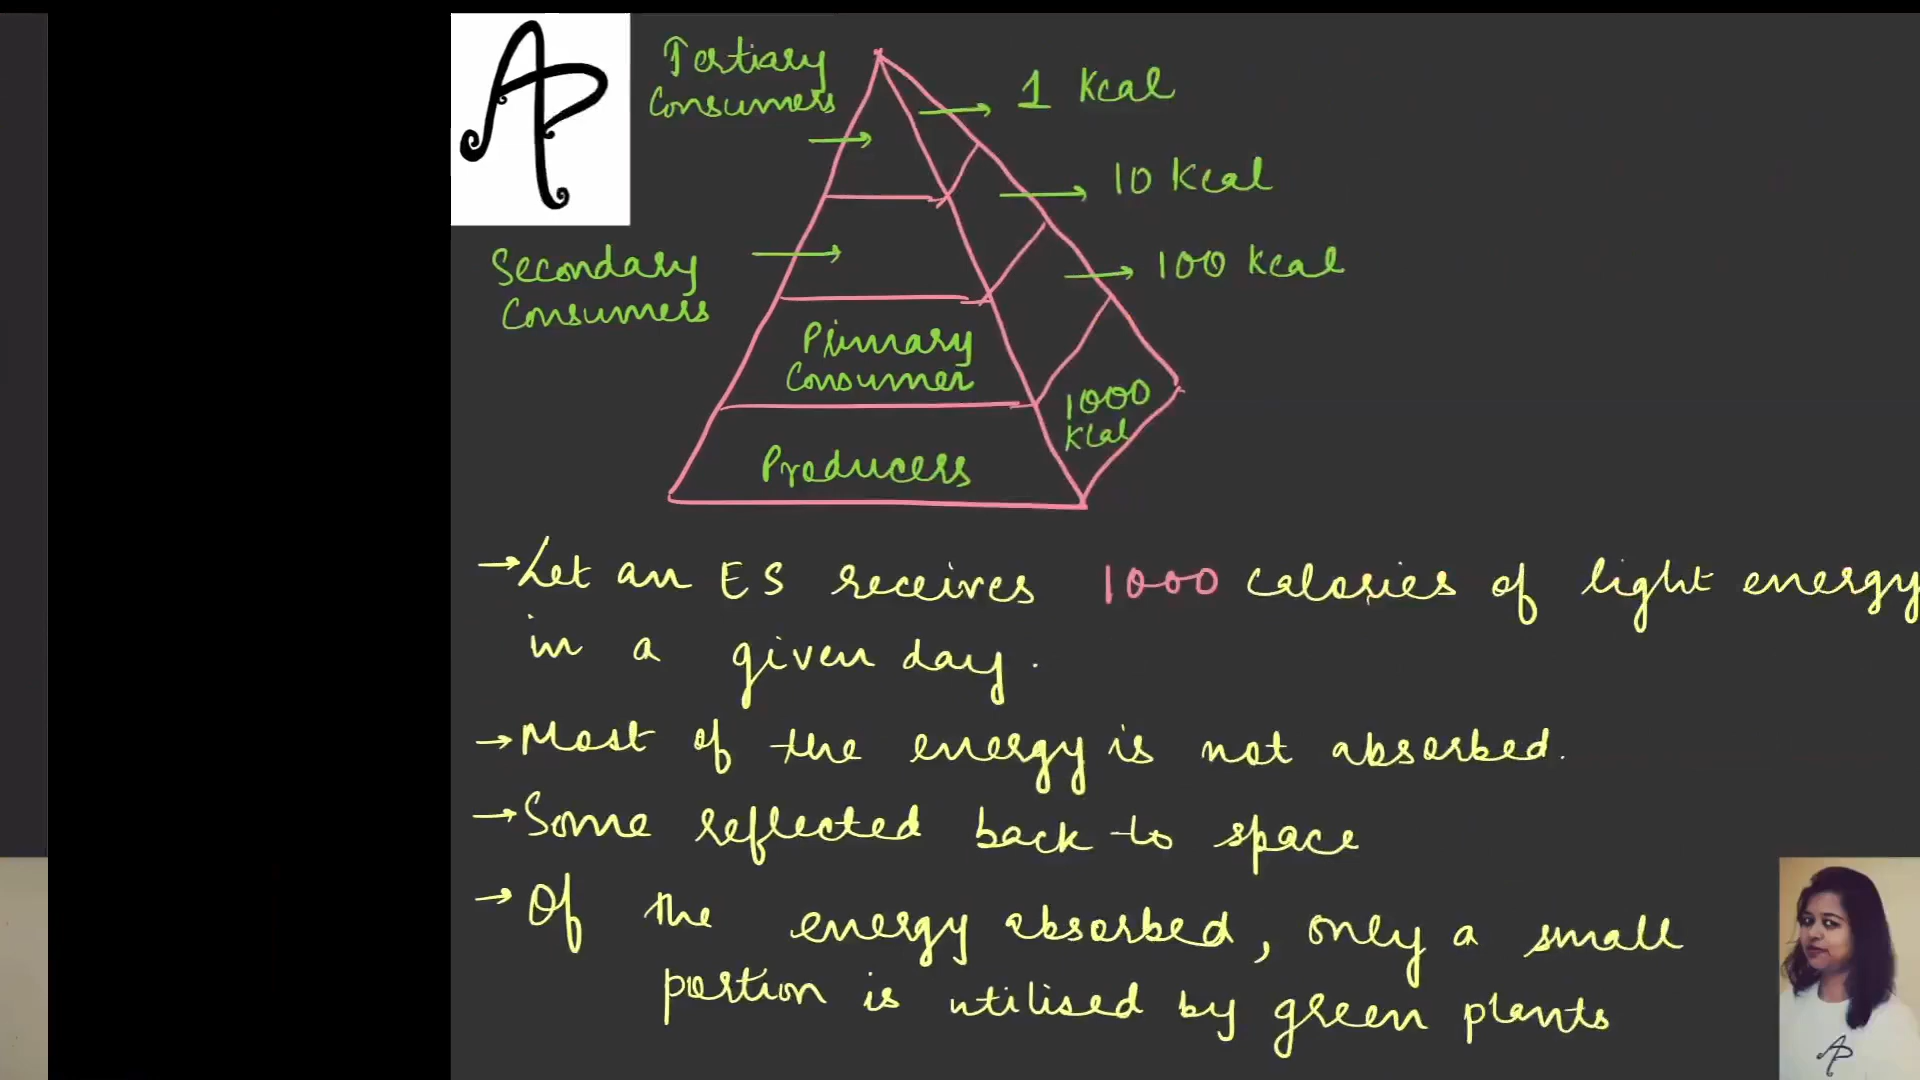 AP
Tertiary
Consumers
1 Kcal
10 Kcal
100 Kcal
Secondary
Consumers
Primary
Consumer
1000
Kcal
Producers
→Let an ES receives 1000 calories of light energy
in a given day.
→Most of the energy is not absorbed.
→Some reflected back to space
→Of the energy absorbed, only a small
portion is utilised by green plants
AP